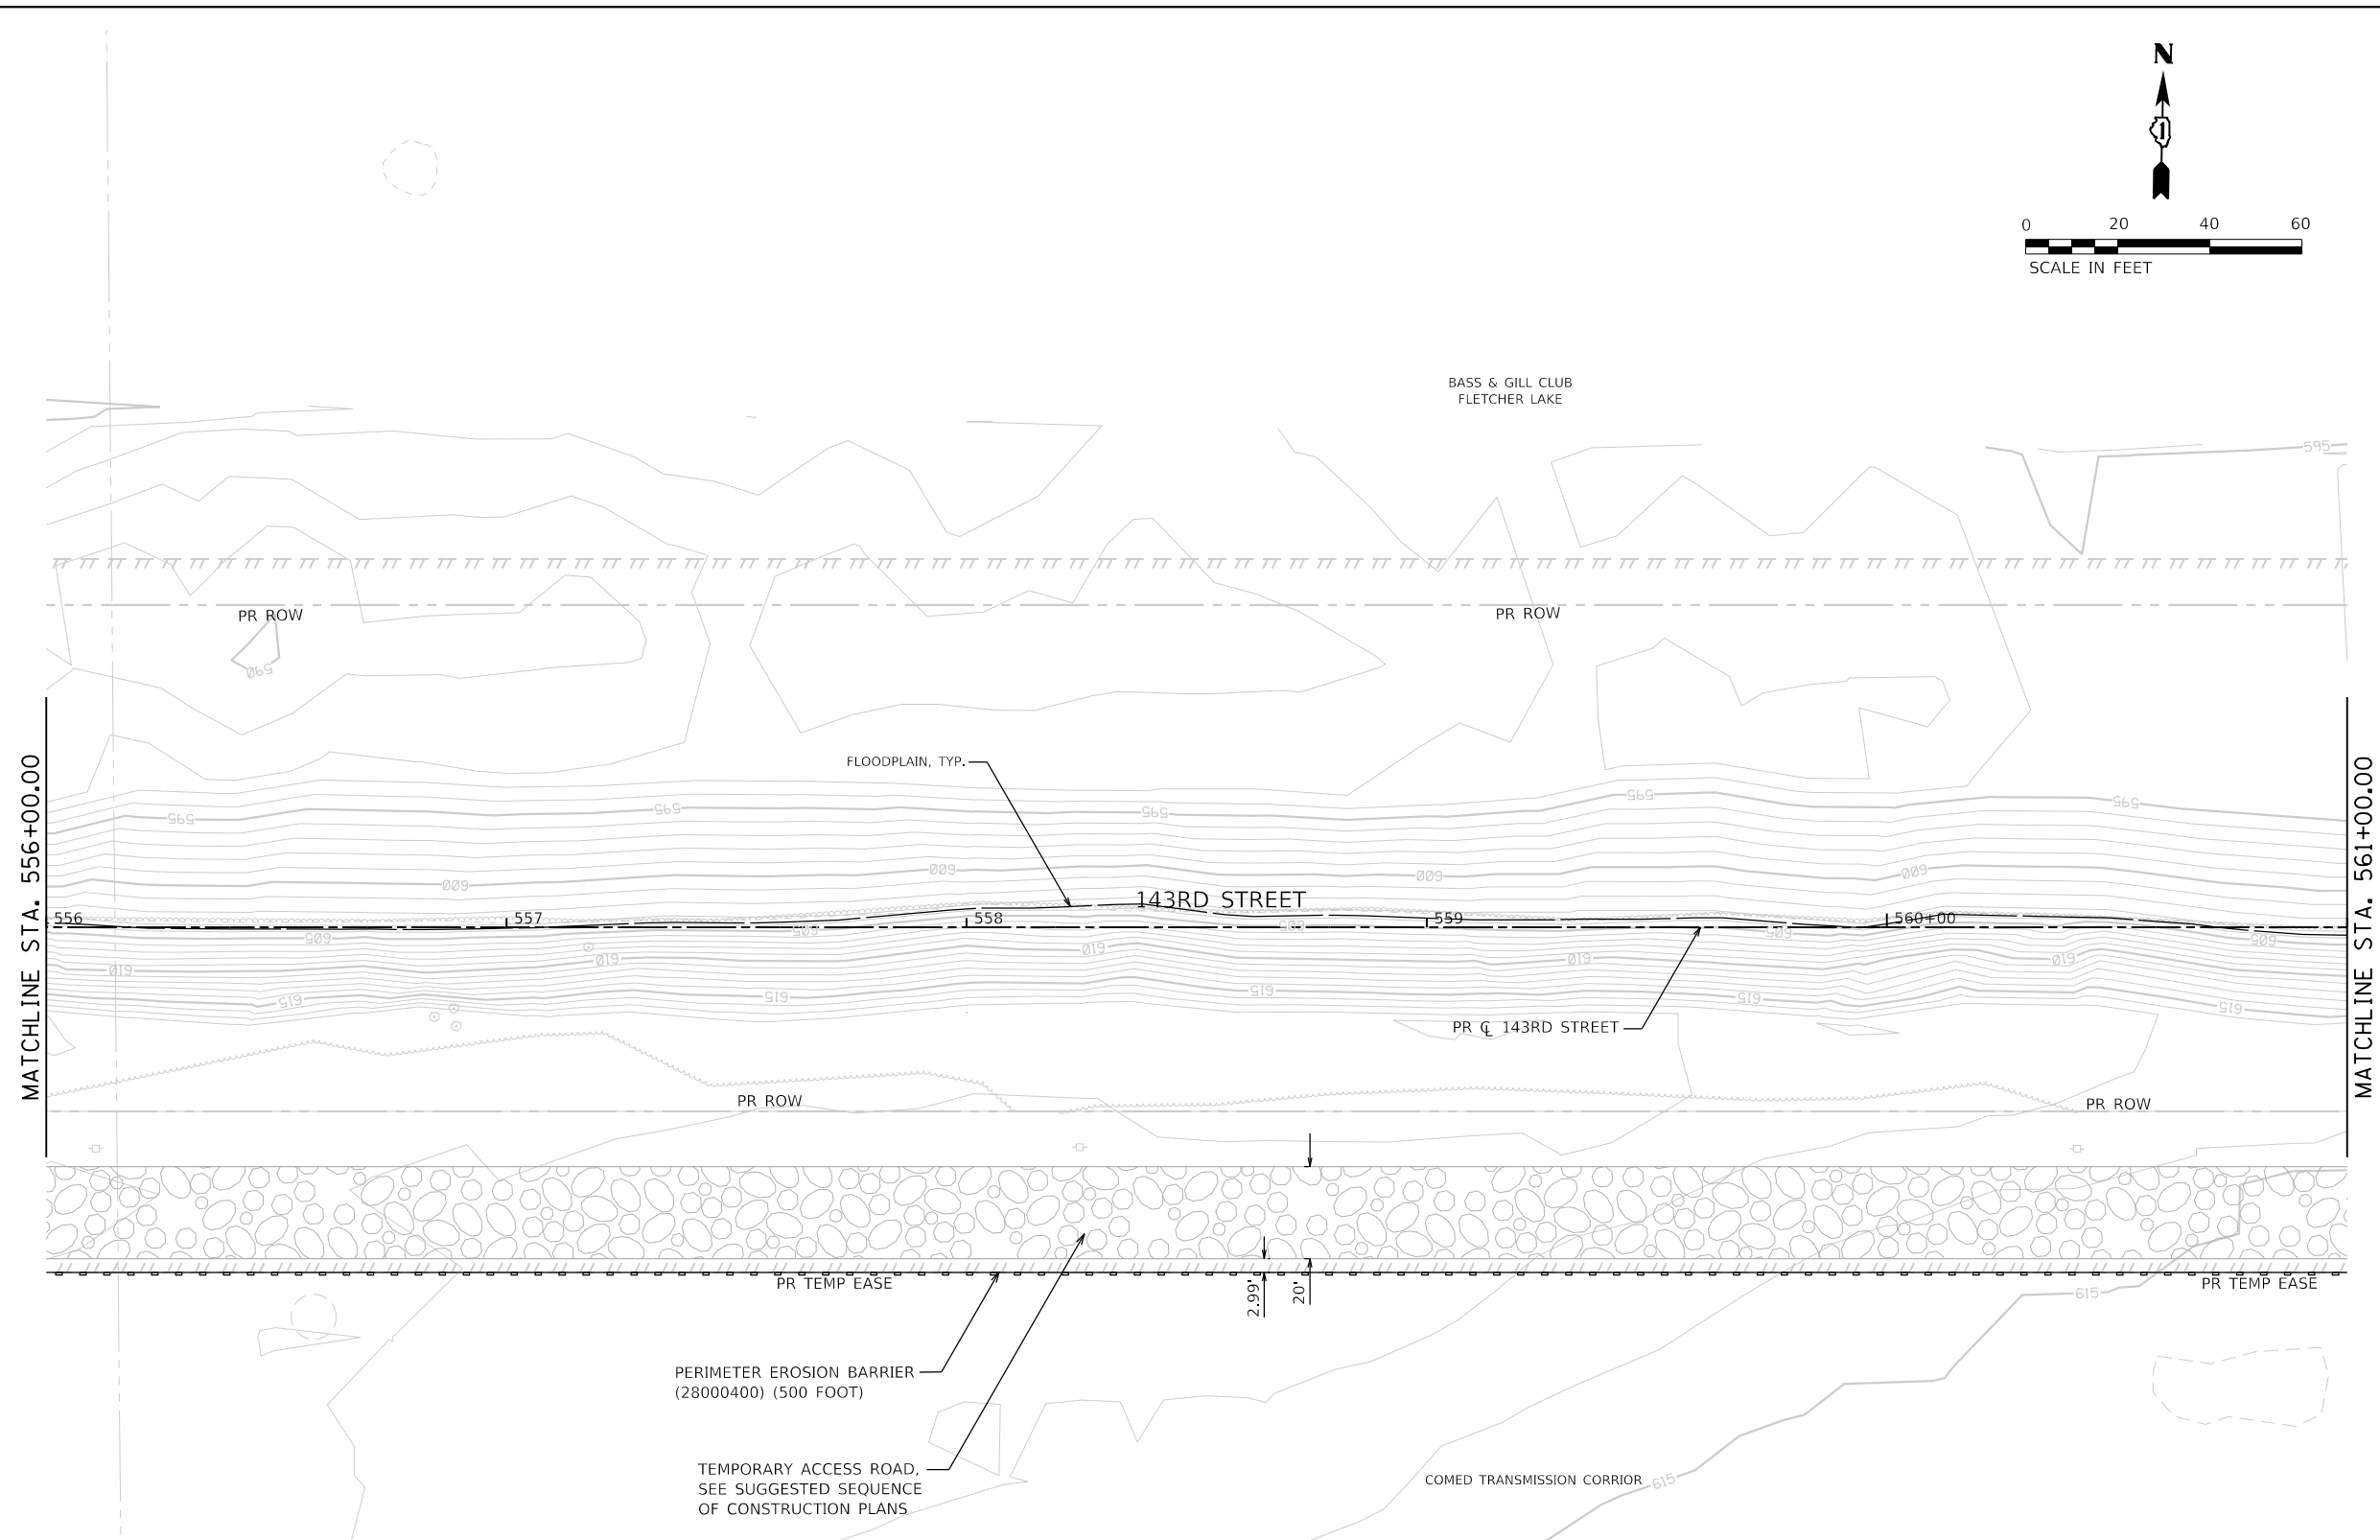 N
1
0 20 40 60
SCALE IN FEET
BASS & GILL CLUB
FLETCHER LAKE
595
PR ROW
PR ROW
590
MATCHLINE STA. 556+00.00
MATCHLINE STA. 561+00.00
FLOODPLAIN, TYP.
595
595
595
595
595
600
600
600
600
143RD STREET
556
557
558
559
560+00
605
605
605
605
605
610
610
610
610
610
615
615
615
615
615
PR ℄ 143RD STREET
PR ROW
PR ROW
2.99'
20'
PR TEMP EASE
PR TEMP EASE
615
PERIMETER EROSION BARRIER
(28000400) (500 FOOT)
TEMPORARY ACCESS ROAD,
SEE SUGGESTED SEQUENCE
OF CONSTRUCTION PLANS
COMED TRANSMISSION CORRIOR
615